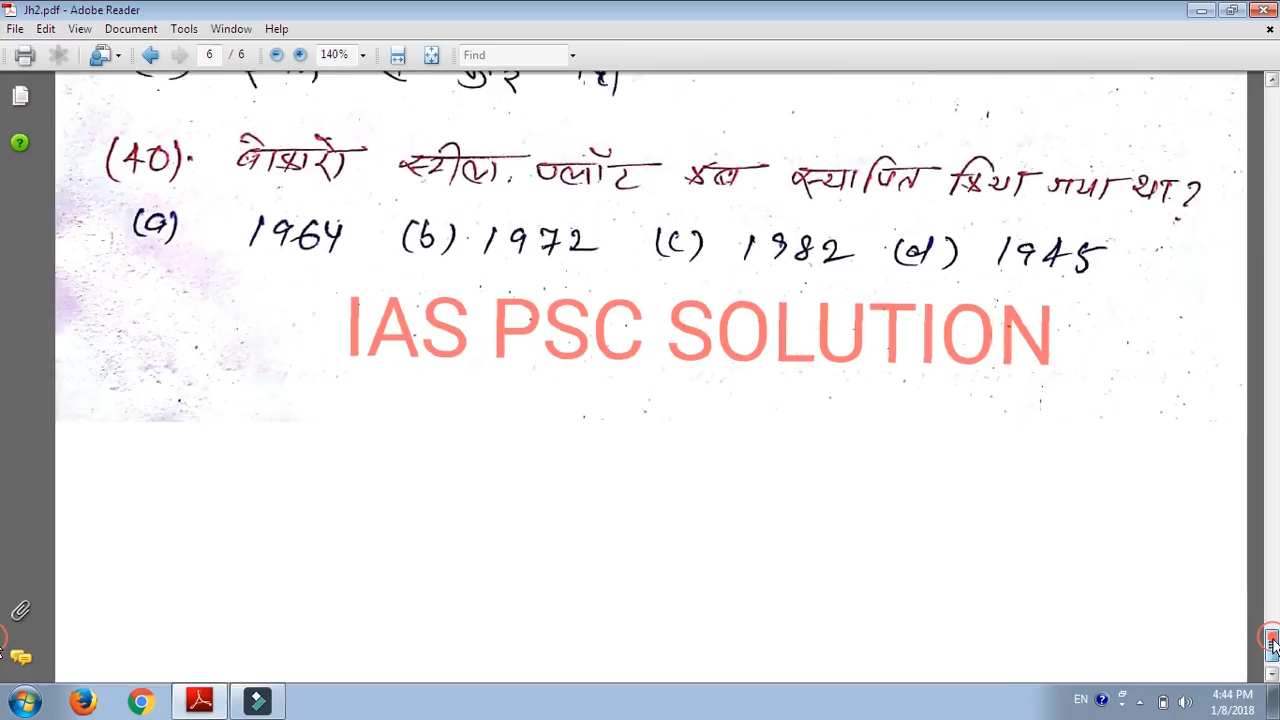 Jh2.pdf - Adobe Reader
File Edit View Document Tools Window Help
6 / 6 140% Find
(40). बोकारो स्टील प्लॉट कब स्थापित किया गया था?
(a) 1964 (b) 1972 (c) 1982 (d) 1945
IAS PSC SOLUTION
EN
4:44 PM
1/8/2018